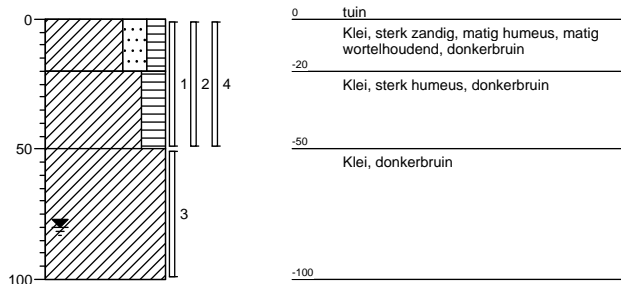 0
50
100
1
2
4
3
0
tuin
Klei, sterk zandig, matig humeus, matig
wortelhoudend, donkerbruin
-20
Klei, sterk humeus, donkerbruin
-50
Klei, donkerbruin
-100